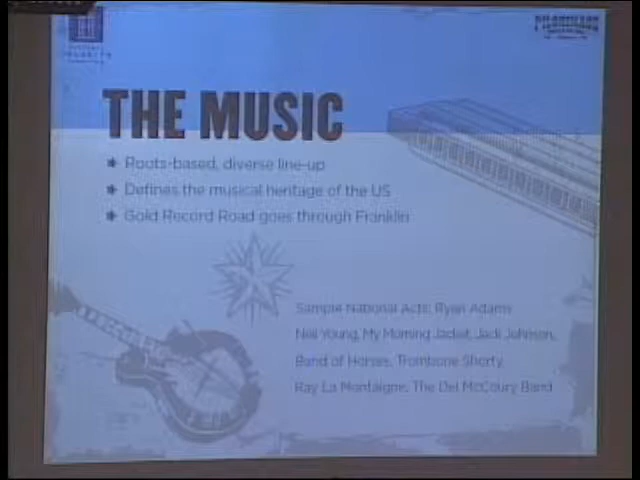 THE MUSIC
Roots-based, diverse line-up
Defines the musical heritage of the US
Gold Record Road goes through Franklin
Sample National Acts: Ryan Adams
Neil Young, My Morning Jacket, Jack Johnson,
Band of Horses, Trombone Shorty,
Ray La Montaigne, The Del McCoury Band